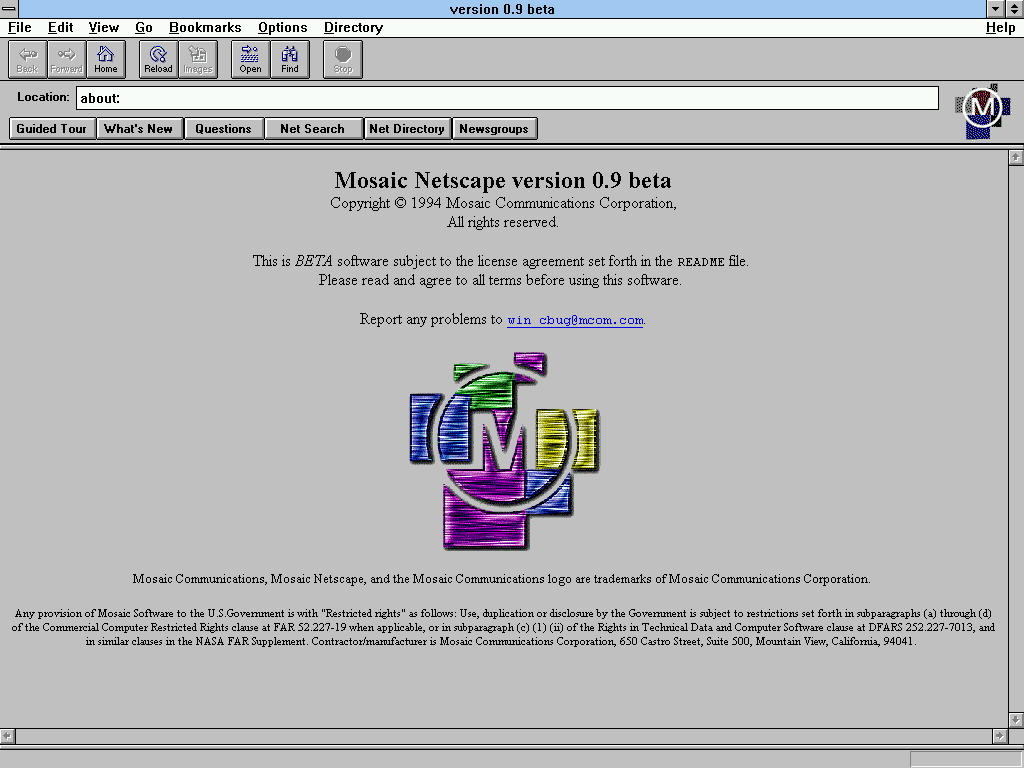 version 0.9 beta
File Edit View Go Bookmarks Options Directory Help
Back Forward Home Reload Images Open Find Stop
Location: about:
M
Guided Tour What's New Questions Net Search Net Directory Newsgroups
Mosaic Netscape version 0.9 beta
Copyright © 1994 Mosaic Communications Corporation,
All rights reserved.
This is BETA software subject to the license agreement set forth in the README file.
Please read and agree to all terms before using this software.
Report any problems to win_cbug@mcom.com.
M
Mosaic Communications, Mosaic Netscape, and the Mosaic Communications logo are trademarks of Mosaic Communications Corporation.
Any provision of Mosaic Software to the U.S.Government is with "Restricted rights" as follows: Use, duplication or disclosure by the Government is subject to restrictions set forth in subparagraphs (a) through (d)
of the Commercial Computer Restricted Rights clause at FAR 52.227-19 when applicable, or in subparagraph (c) (1) (ii) of the Rights in Technical Data and Computer Software clause at DFARS 252.227-7013, and
in similar clauses in the NASA FAR Supplement. Contractor/manufacturer is Mosaic Communications Corporation, 650 Castro Street, Suite 500, Mountain View, California, 94041.